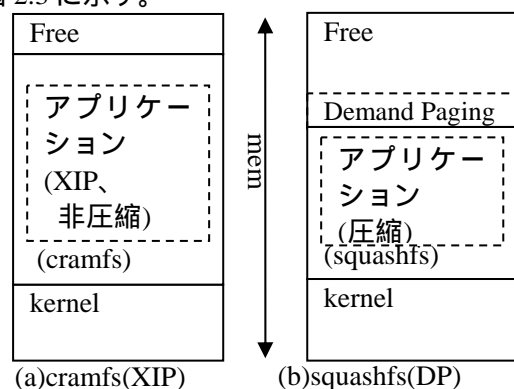 2.3 に示す。
Free
アプリケー
ション
(XIP、
非圧縮)
(cramfs)
kernel
(a)cramfs(XIP)
mem
Free
Demand Paging
アプリケー
ション
(圧縮)
(squashfs)
kernel
(b)squashfs(DP)